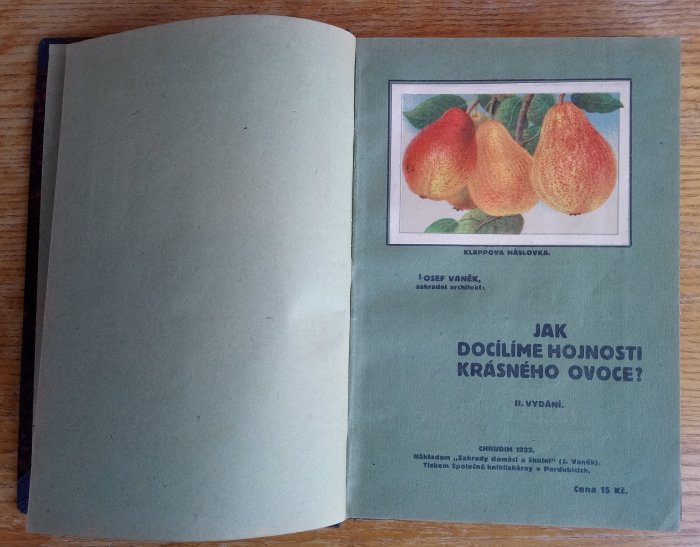 KLAPPOVA MÁSLOVKA.
JOSEF VANĚK,
zahradní architekt:
JAK
DOCÍLÍME HOJNOSTI
KRÁSNÉHO OVOCE?
II. VYDÁNÍ.
CHRUDIM 1922.
Nákladem „Zahrady domácí a školní" (J. Vaněk).
Tiskem Společné knihtiskárny v Pardubicích.
Cena 15 Kč.